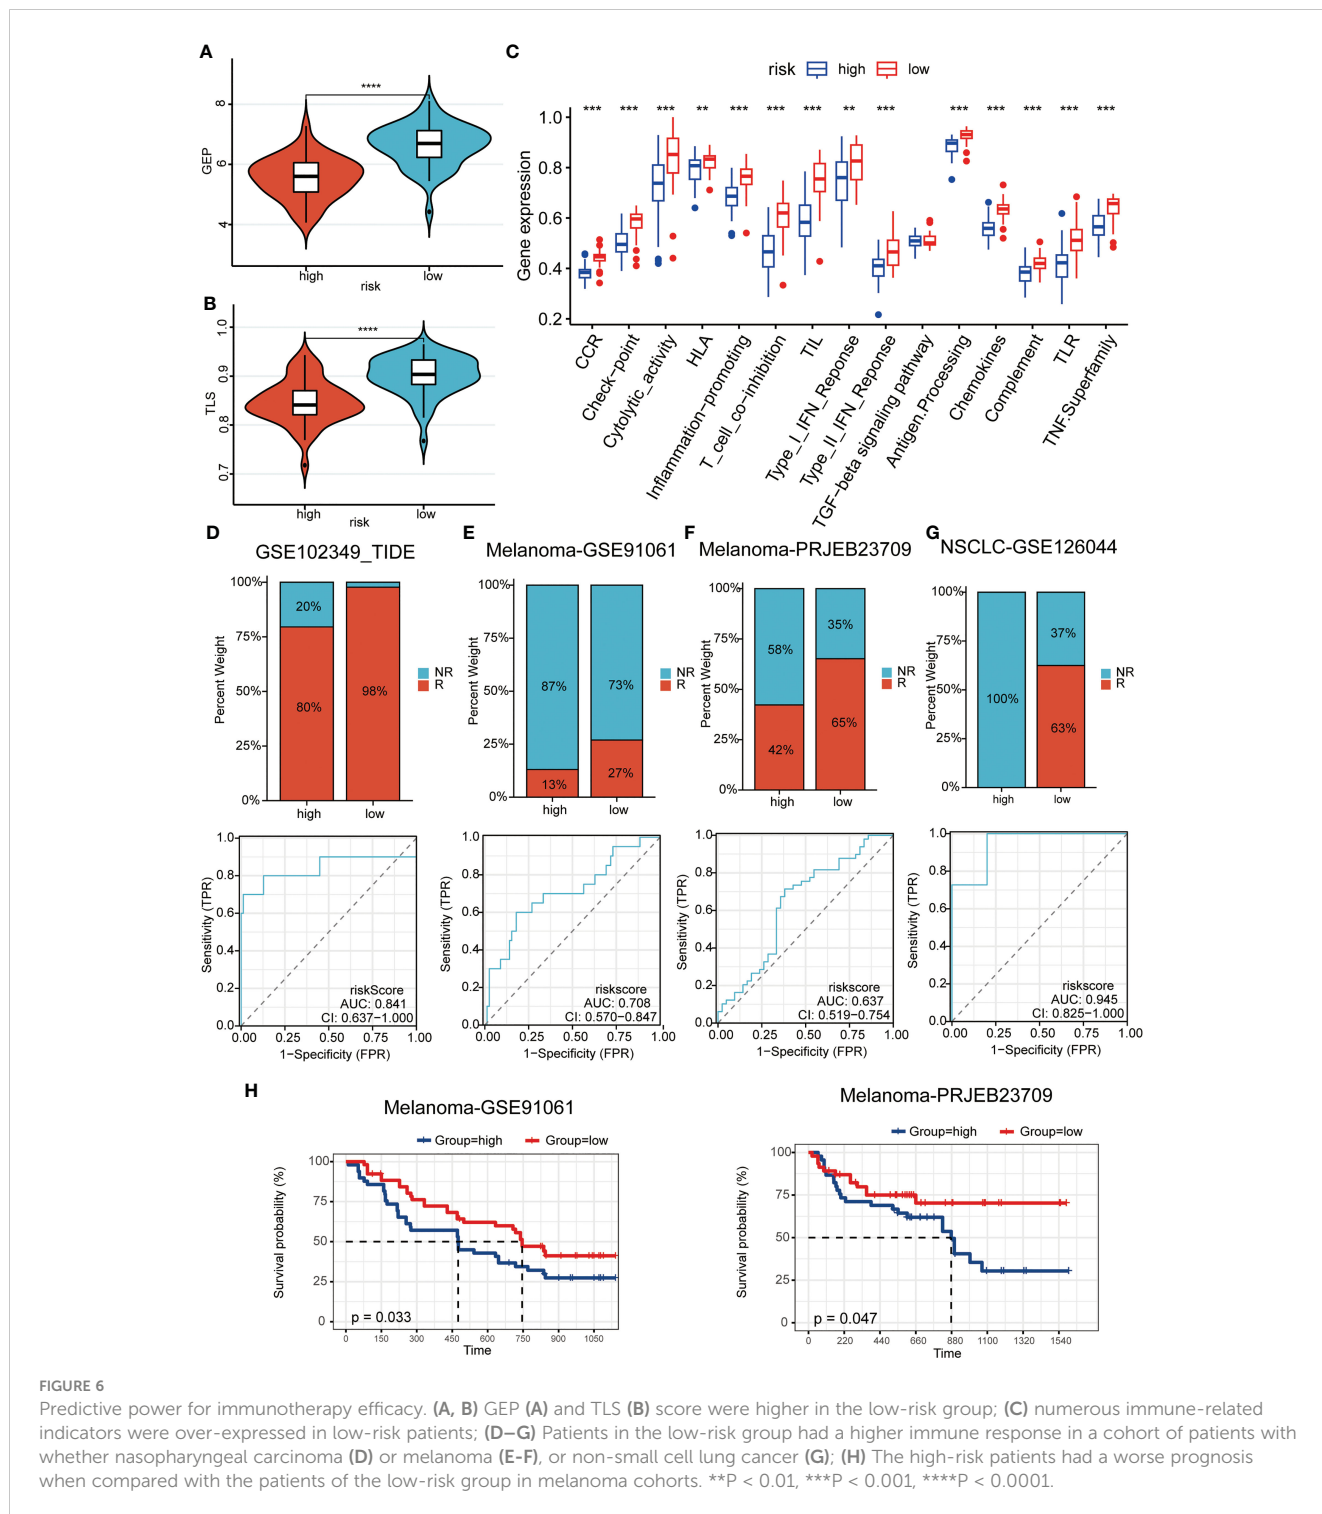 A
GEP
8
6
4
****
high
low
risk
B
TLS
1.0
0.9
0.8
0.7
****
high
low
risk
C
risk high low
Gene expression
1.0
0.8
0.6
0.4
0.2
*** *** *** ** *** *** *** ** *** *** *** *** *** ***
CCR
Check-point
Cytolytic_activity
HLA
Inflammation-promoting
T_cell_co-inhibition
TIL
Type_I_IFN_Reponse
Type_II_IFN_Reponse
TGF-beta signaling pathway
Antigen.Processing
Chemokines
Complement
TLR
TNF.Superfamily
D
GSE102349_TIDE
Percent Weight
100%
75%
50%
25%
0%
20%
80%
98%
high
low
NR
R
E
Melanoma-GSE91061
Percent Weight
100%
75%
50%
25%
0%
87%
13%
73%
27%
high
low
NR
R
F
Melanoma-PRJEB23709
Percent Weight
100%
75%
50%
25%
0%
58%
42%
35%
65%
high
low
NR
R
G
NSCLC-GSE126044
Percent Weight
100%
75%
50%
25%
0%
100%
37%
63%
high
low
NR
R
Sensitivity (TPR)
1.0
0.8
0.6
0.4
0.2
0.0
riskScore
AUC: 0.841
CI: 0.637−1.000
0.00 0.25 0.50 0.75 1.00
1−Specificity (FPR)
Sensitivity (TPR)
1.0
0.8
0.6
0.4
0.2
0.0
riskscore
AUC: 0.708
CI: 0.570−0.847
0.00 0.25 0.50 0.75 1.00
1−Specificity (FPR)
Sensitivity (TPR)
1.0
0.8
0.6
0.4
0.2
0.0
riskscore
AUC: 0.637
CI: 0.519−0.754
0.00 0.25 0.50 0.75 1.00
1−Specificity (FPR)
Sensitivity (TPR)
1.0
0.8
0.6
0.4
0.2
0.0
riskscore
AUC: 0.945
CI: 0.825−1.000
0.00 0.25 0.50 0.75 1.00
1−Specificity (FPR)
H
Melanoma-GSE91061
Group=high Group=low
Survival probability (%)
100
75
50
25
0
p = 0.033
0 150 300 450 600 750 900 1050
Time
Melanoma-PRJEB23709
Group=high Group=low
Survival probability (%)
100
75
50
25
0
p = 0.047
0 220 440 660 880 1100 1320 1540
Time
FIGURE 6
Predictive power for immunotherapy efficacy. (A, B) GEP (A) and TLS (B) score were higher in the low-risk group; (C) numerous immune-related
indicators were over-expressed in low-risk patients; (D–G) Patients in the low-risk group had a higher immune response in a cohort of patients with
whether nasopharyngeal carcinoma (D) or melanoma (E-F), or non-small cell lung cancer (G); (H) The high-risk patients had a worse prognosis
when compared with the patients of the low-risk group in melanoma cohorts. **P < 0.01, ***P < 0.001, ****P < 0.0001.